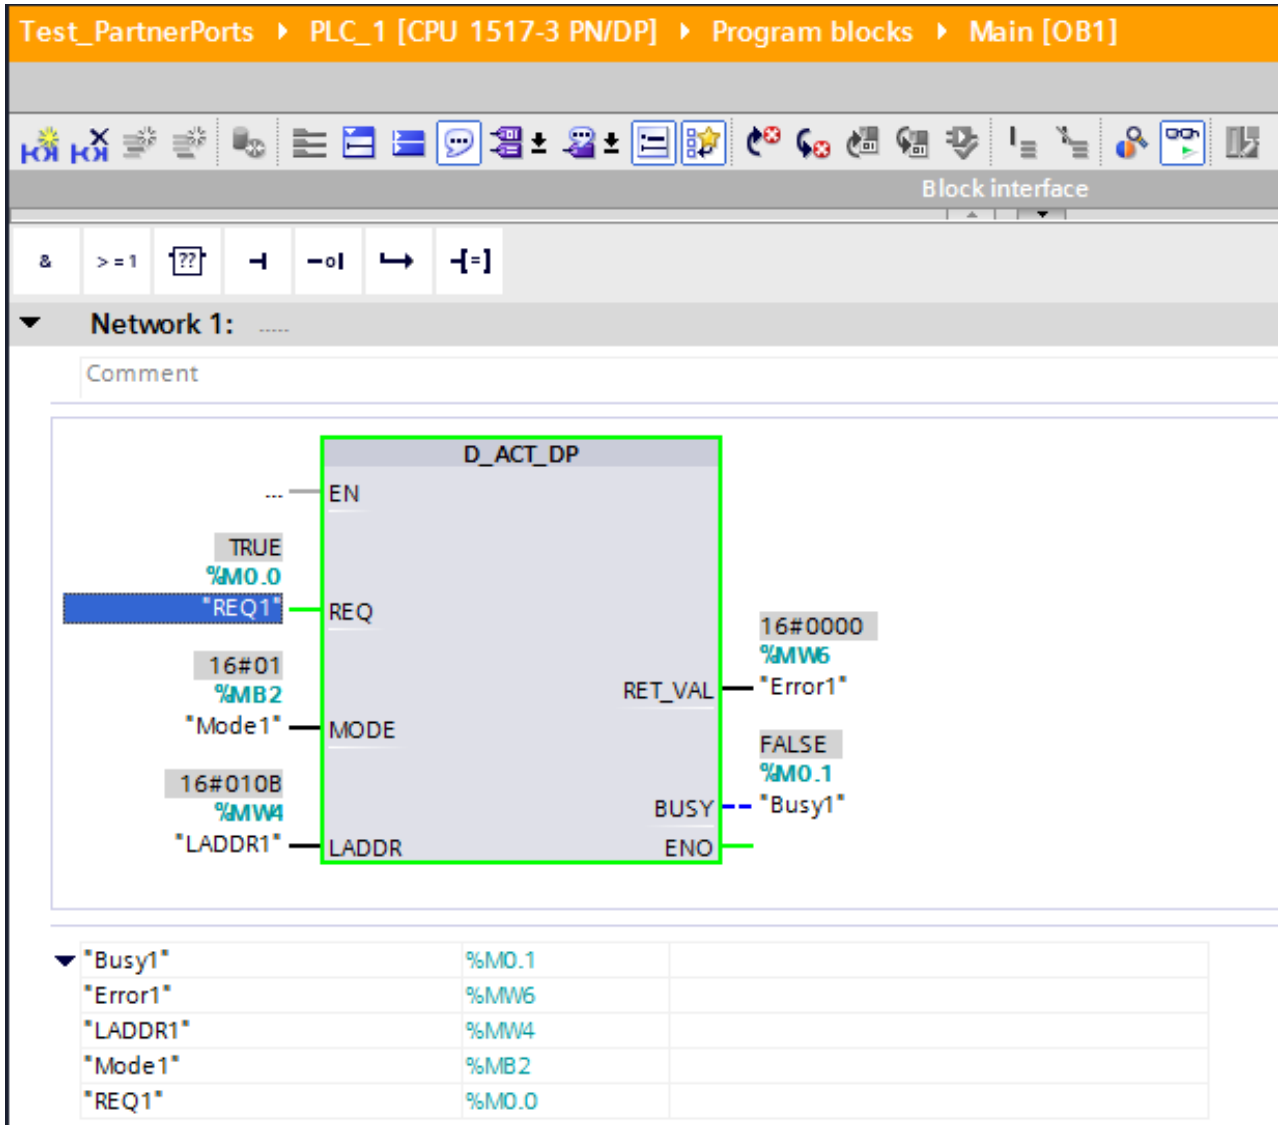 Test_PartnerPorts ▸ PLC_1 [CPU 1517-3 PN/DP] ▸ Program blocks ▸ Main [OB1]
Block interface
& >=1 ?? -o| -[=]
Network 1: .....
Comment
D_ACT_DP
... EN
TRUE
%M0.0
"REQ1" REQ
16#0000
%MW6
16#01
%MB2
RET_VAL "Error1"
"Mode1" MODE
FALSE
%M0.1
16#010B
%MW4
BUSY "Busy1"
"LADDR1" LADDR ENO
"Busy1" %M0.1
"Error1" %MW6
"LADDR1" %MW4
"Mode1" %MB2
"REQ1" %M0.0